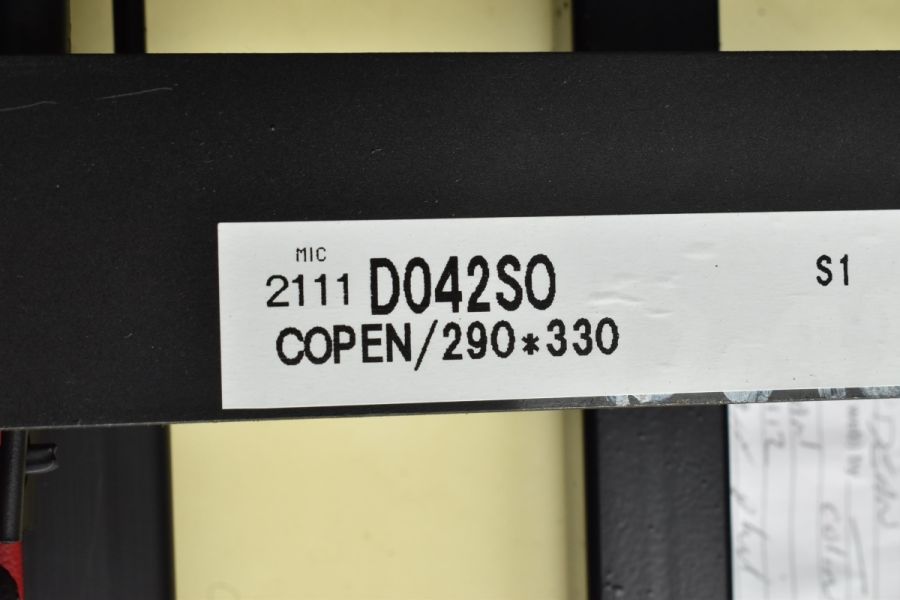 MIC
2111 D042SO
COPEN/290*330
S1